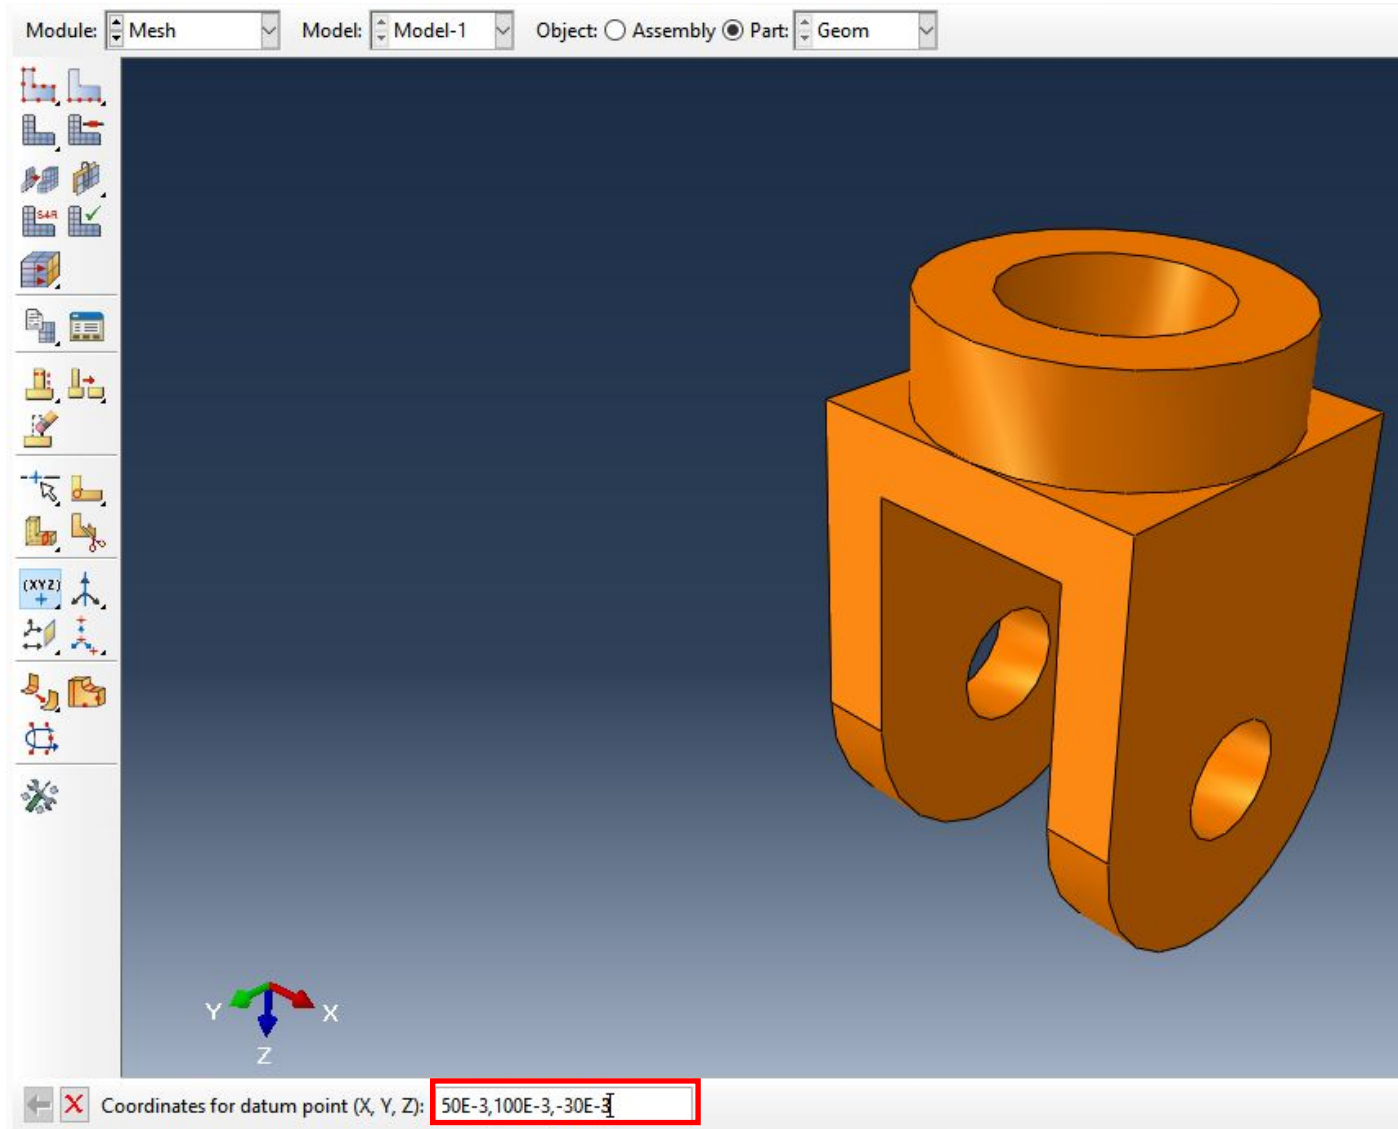 Module: Mesh Model: Model-1 Object: Assembly Part: Geom
S4R
(XYZ)
Y X
Z
Coordinates for datum point (X, Y, Z): 50E-3,100E-3,-30E-3